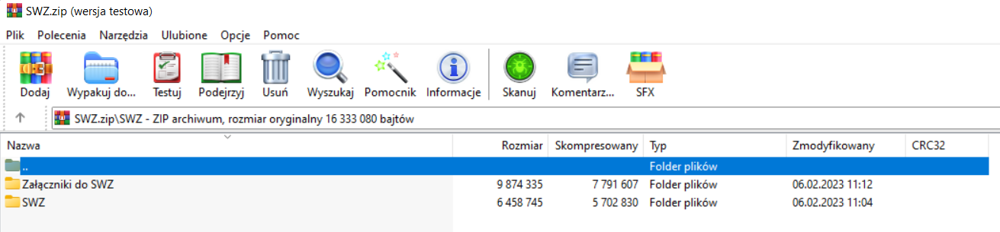 SWZ.zip (wersja testowa)
Plik Polecenia Narzędzia Ulubione Opcje Pomoc
Dodaj Wypakuj do... Testuj Podejrzyj Usuń Wyszukaj Pomocnik Informacje Skanuj Komentarz... SFX
SWZ.zip\SWZ - ZIP archiwum, rozmiar oryginalny 16 333 080 bajtów
Nazwa Rozmiar Skompresowany Typ Zmodyfikowany CRC32
.. Folder plików
Załączniki do SWZ 9 874 335 7 791 607 Folder plików 06.02.2023 11:12
SWZ 6 458 745 5 702 830 Folder plików 06.02.2023 11:04